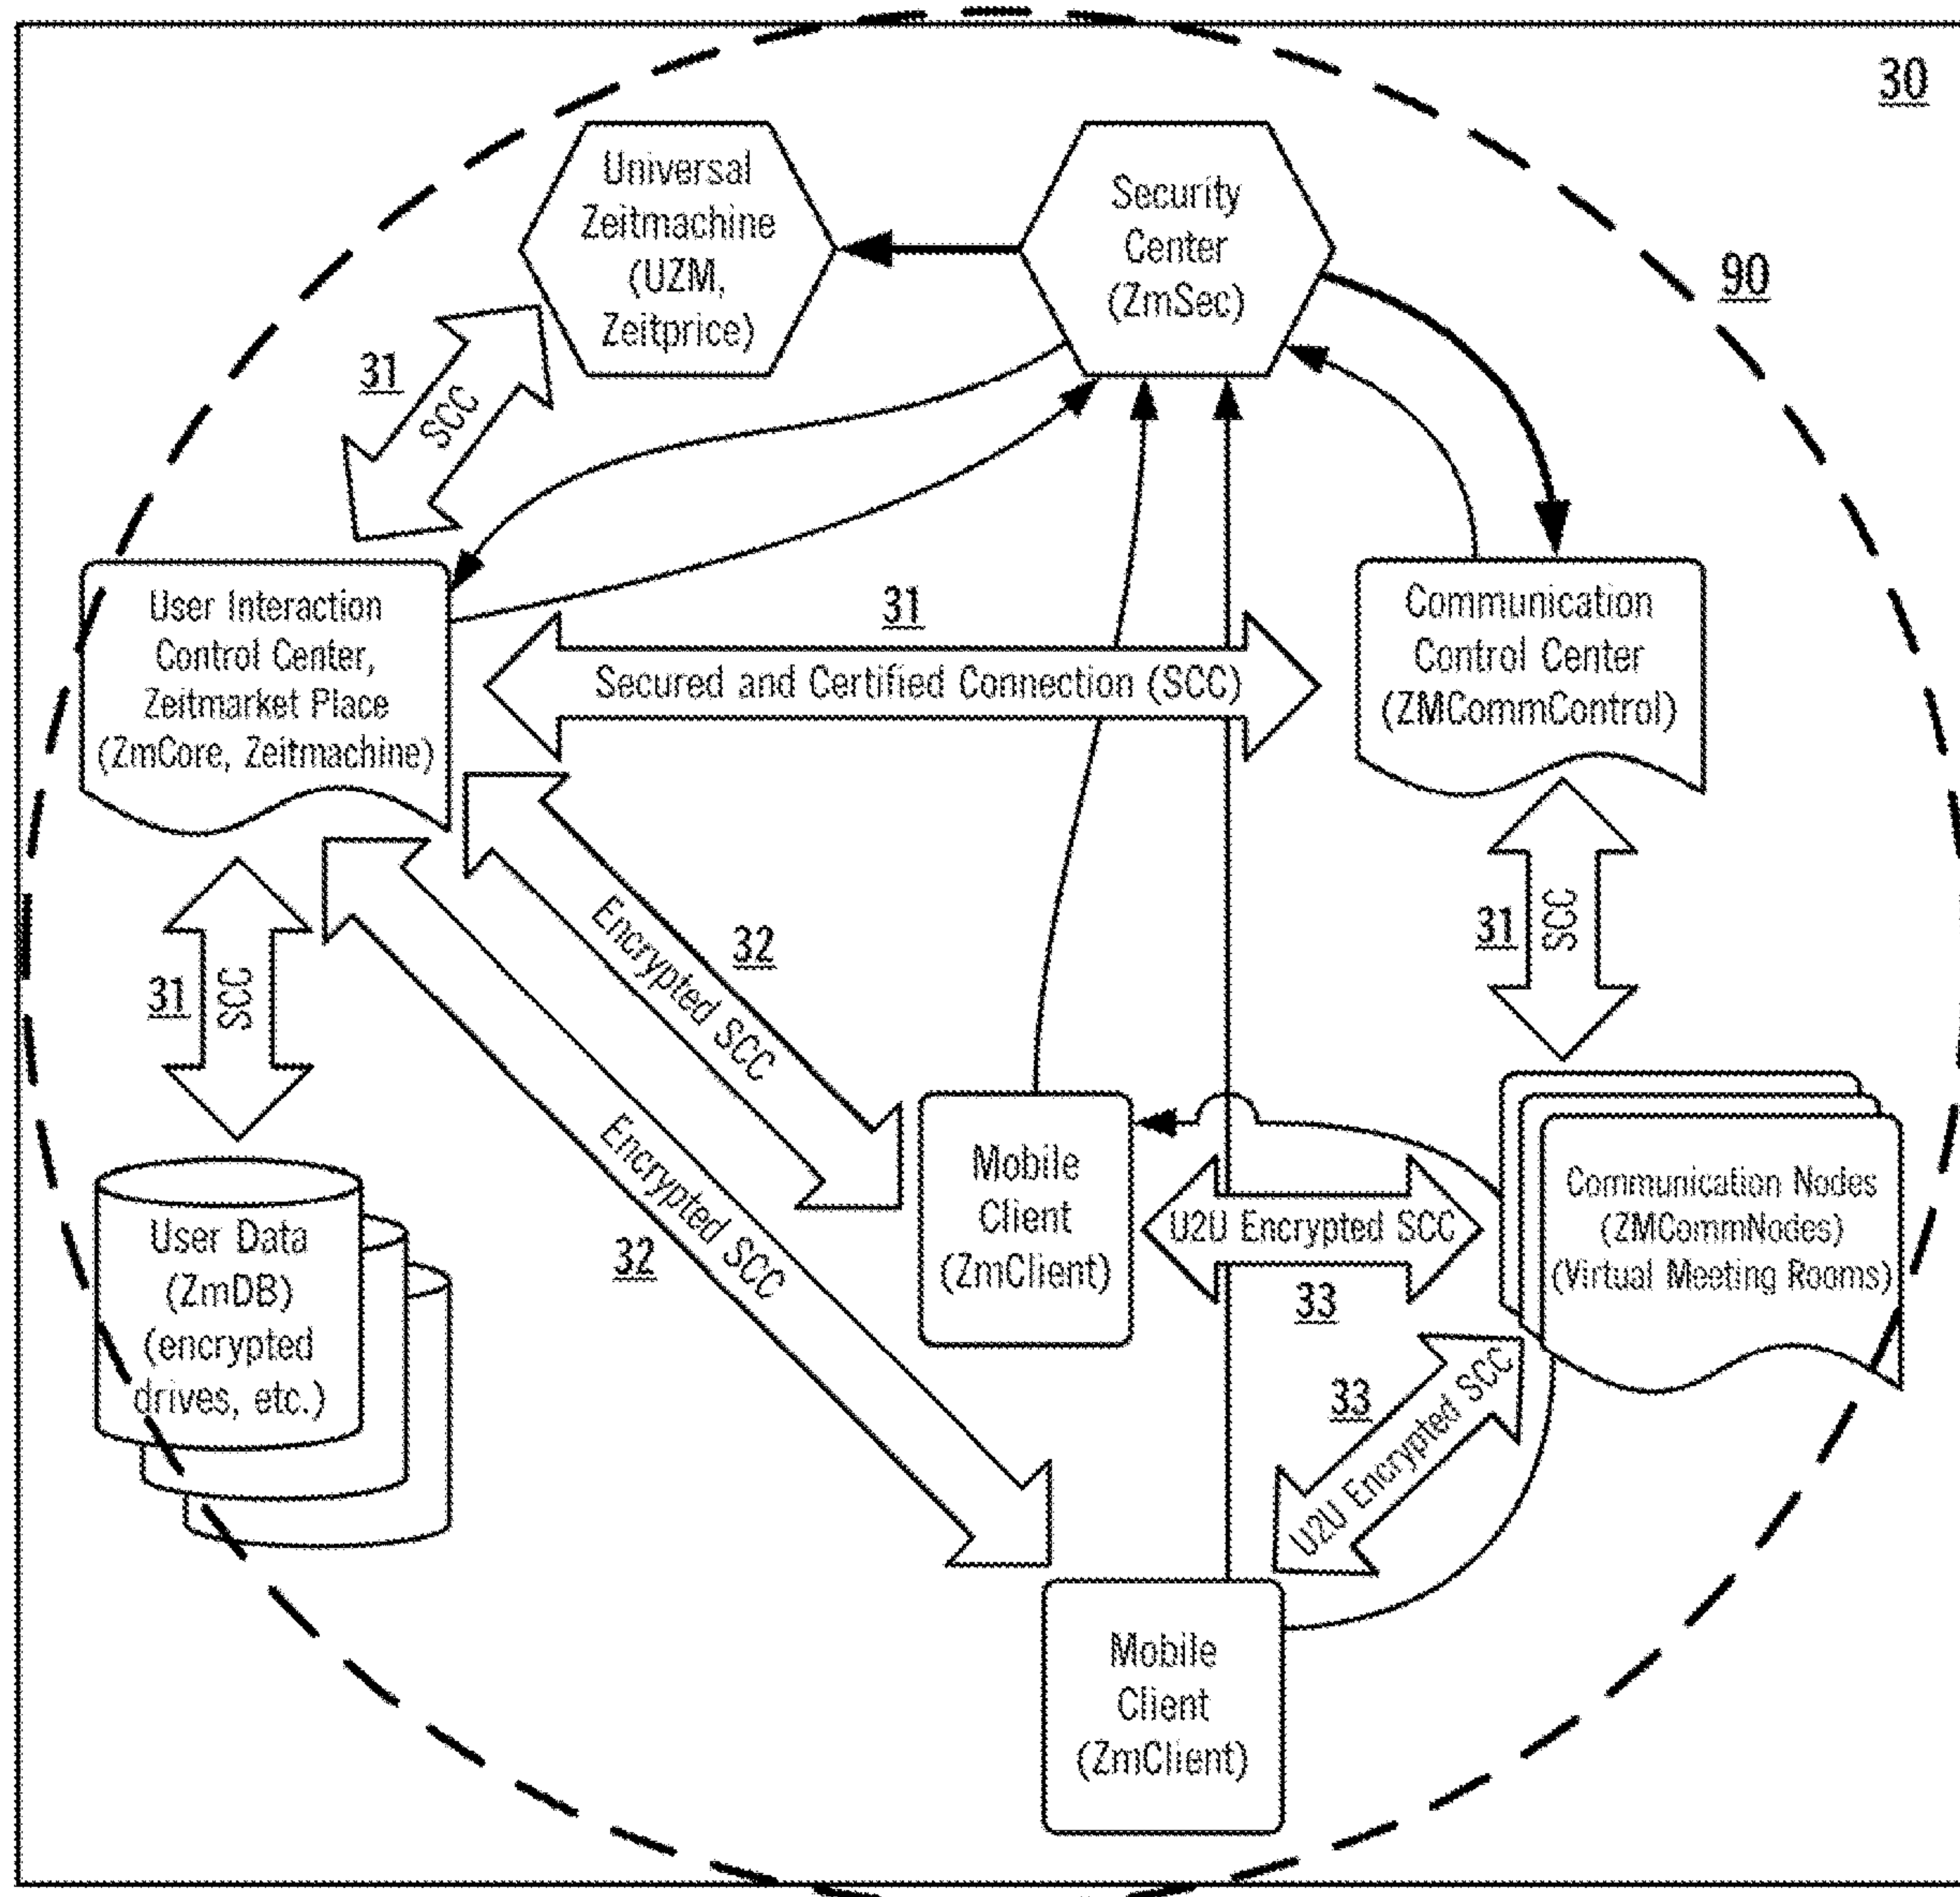 30
Universal
Zeitmachine
(UZM,
Zeitprice)
Security
Center
(ZmSec)
90
31
SCC
User Interaction
Control Center,
Zeitmarket Place
(ZmCore, Zeitmachine)
31
Secured and Certified Connection (SCC)
Communication
Control Center
(ZMCommControl)
31
SCC
32
Encrypted SCC
31
SCC
32
Encrypted SCC
Mobile
Client
(ZmClient)
U2U Encrypted SCC
33
Communication Nodes
(ZMCommNodes)
(Virtual Meeting Rooms)
User Data
(ZmDB)
(encrypted
drives, etc.)
33
U2U Encrypted SCC
Mobile
Client
(ZmClient)